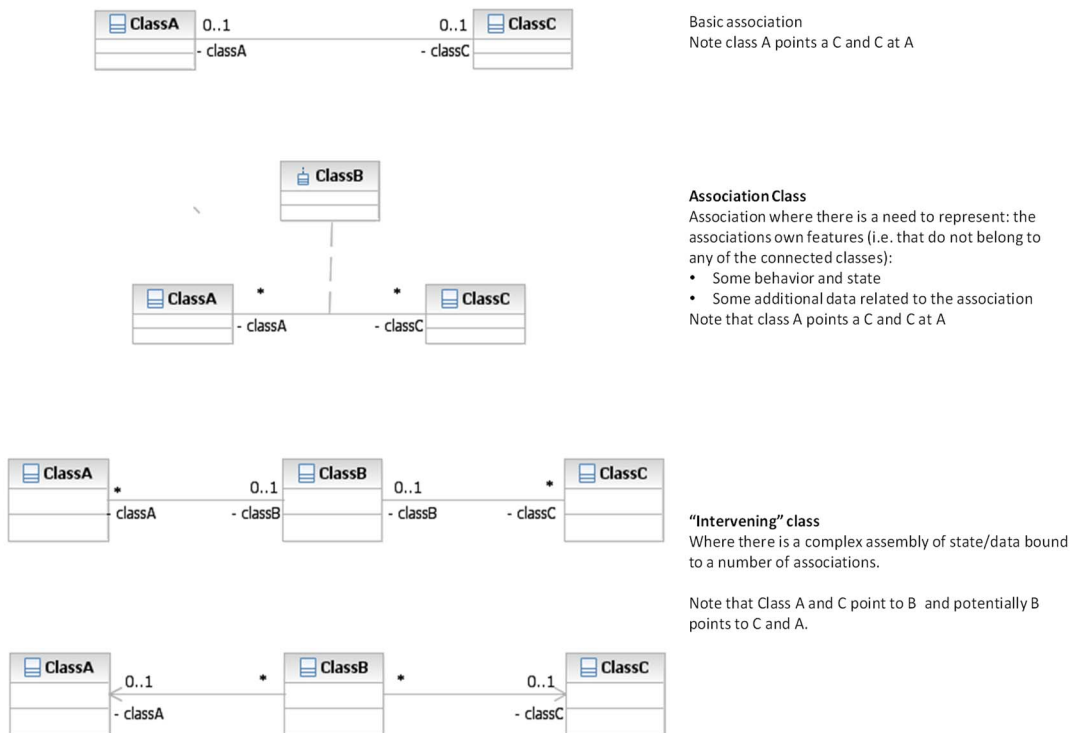 ClassA 0..1 0..1 ClassC
- classA - classC
Basic association
Note class A points a C and C at A
ClassB
ClassA * * ClassC
- classA - classC
Association Class
Association where there is a need to represent: the
associations own features (i.e. that do not belong to
any of the connected classes):
• Some behavior and state
• Some additional data related to the association
Note that class A points a C and C at A
ClassA * 0..1 ClassB 0..1 * ClassC
- classA - classB - classB - classC
“Intervening” class
Where there is a complex assembly of state/data bound
to a number of associations.
Note that Class A and C point to B and potentially B
points to C and A.
ClassA 0..1 * ClassB * 0..1 ClassC
- classA - classC